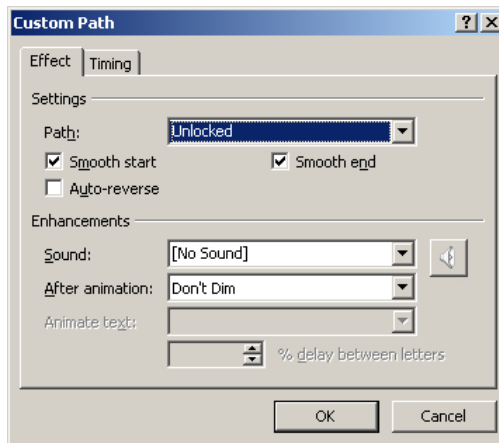 Custom Path
Effect Timing
Settings
Path: Unlocked
Smooth start Smooth end
Auto-reverse
Enhancements
Sound: [No Sound]
After animation: Don't Dim
Animate text:
% delay between letters
OK Cancel